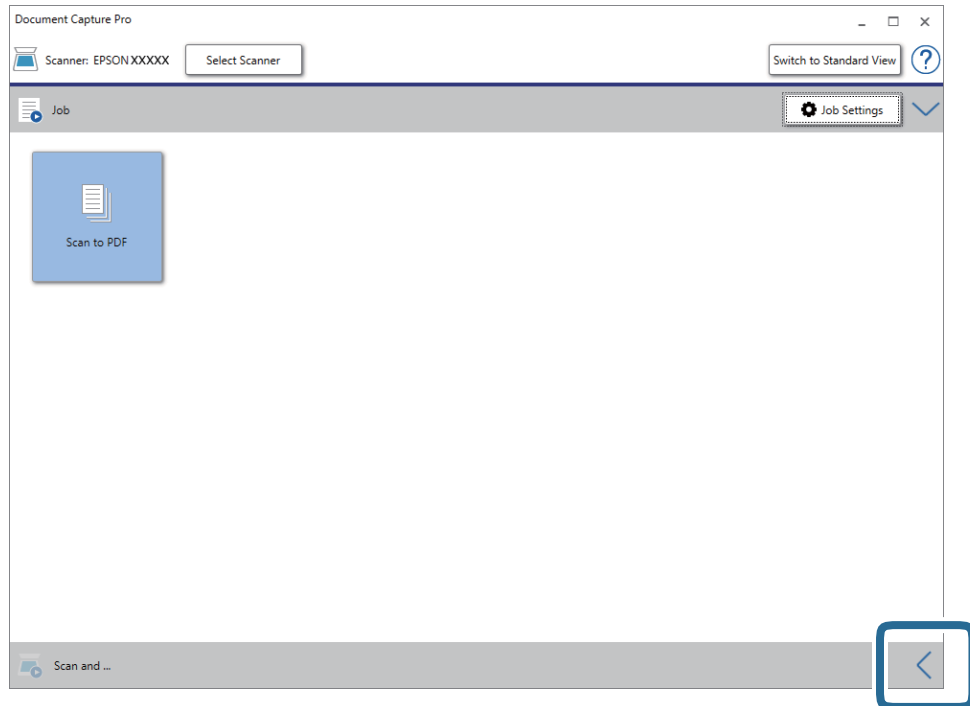 Document Capture Pro
Scanner: EPSON XXXXX Select Scanner Switch to Standard View ?
Job Job Settings
Scan to PDF
Scan and ...